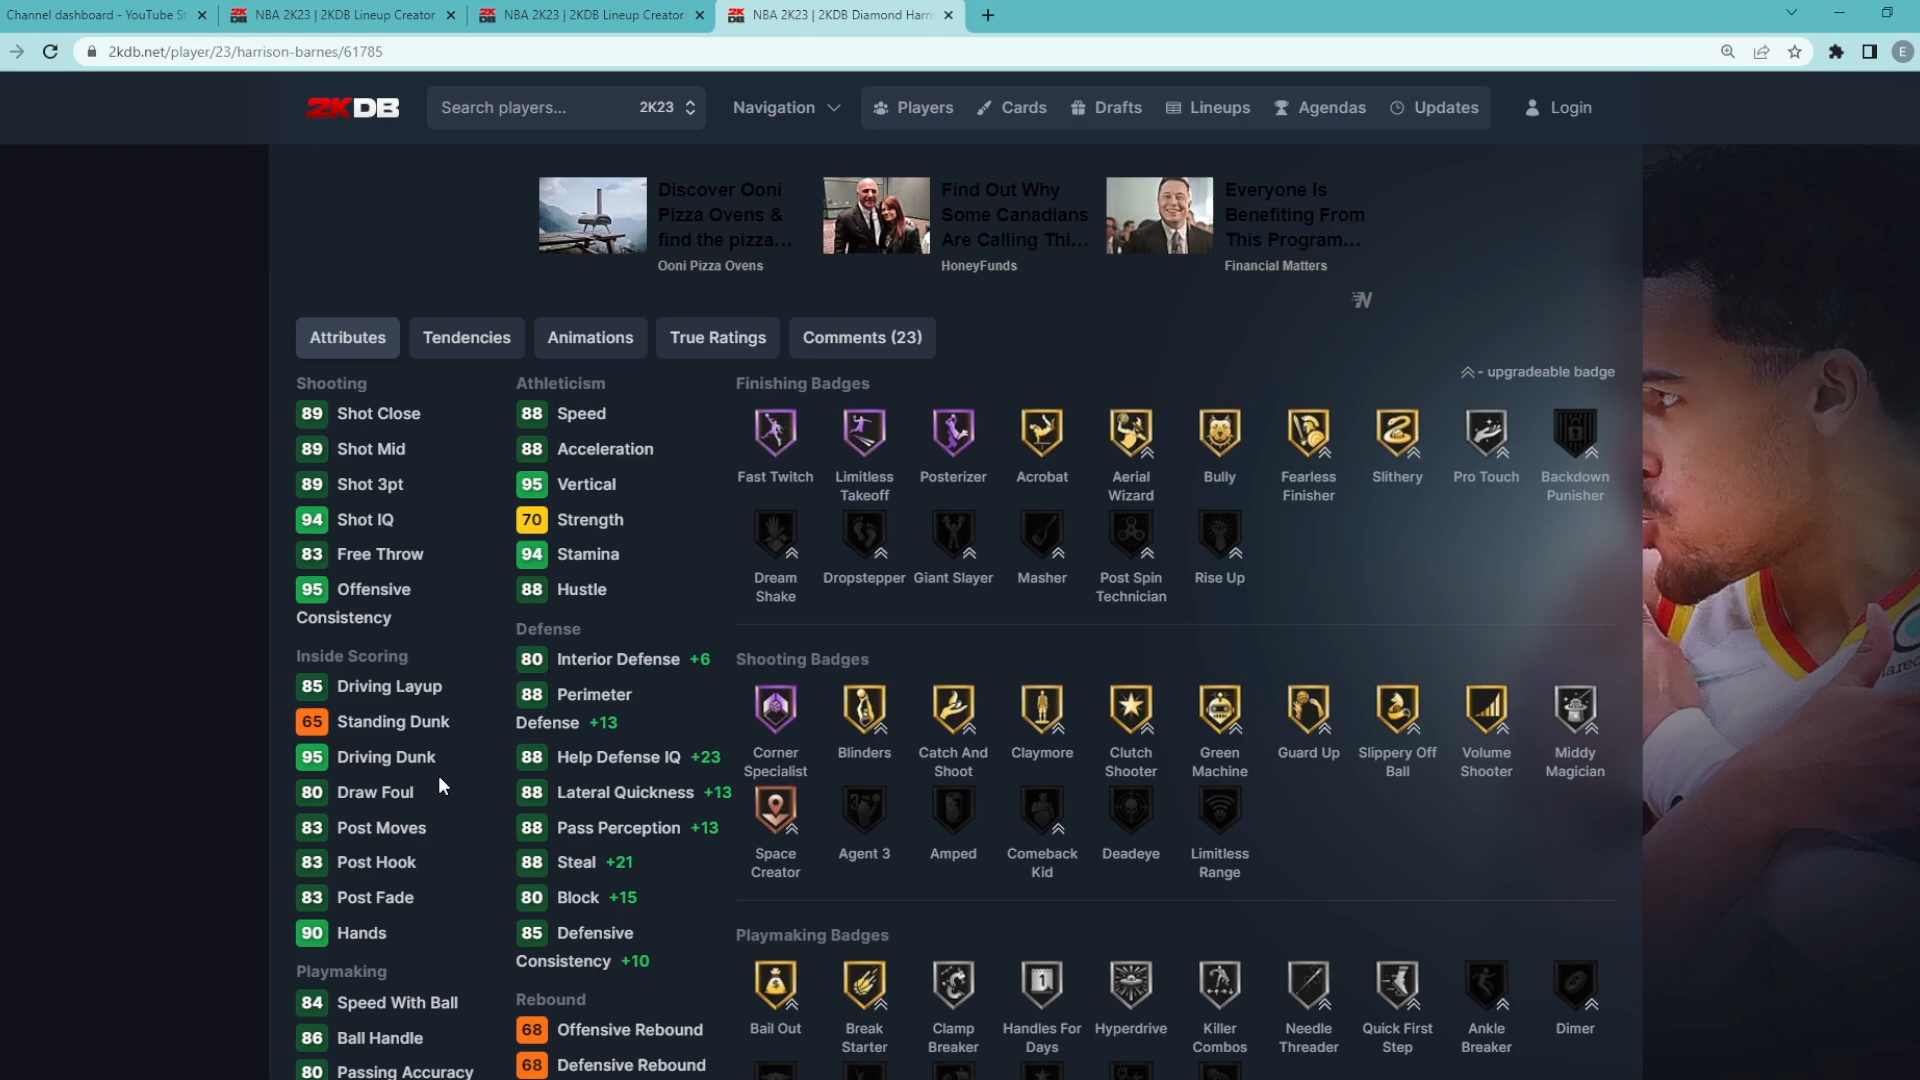 Channel dashboard - YouTube St
NBA 2K23 | 2KDB Lineup Creator
NBA 2K23 | 2KDB Lineup Creator
NBA 2K23 | 2KDB Diamond Harri
2kdb.net/player/23/harrison-barnes/61785
E
2KDB
Search players...
2K23
Navigation
Players
Cards
Drafts
Lineups
Agendas
Updates
Login
Discover Ooni
Pizza Ovens &
find the pizza...
Ooni Pizza Ovens
Find Out Why
Some Canadians
Are Calling Thi...
HoneyFunds
Everyone Is
Benefiting From
This Program...
Financial Matters
N
Attributes
Tendencies
Animations
True Ratings
Comments (23)
- upgradeable badge
Shooting
89 Shot Close
89 Shot Mid
89 Shot 3pt
94 Shot IQ
83 Free Throw
95 Offensive
Consistency
Inside Scoring
85 Driving Layup
65 Standing Dunk
95 Driving Dunk
80 Draw Foul
83 Post Moves
83 Post Hook
83 Post Fade
90 Hands
Playmaking
84 Speed With Ball
86 Ball Handle
80 Passing Accuracy
Athleticism
88 Speed
88 Acceleration
95 Vertical
70 Strength
94 Stamina
88 Hustle
Defense
80 Interior Defense +6
88 Perimeter
Defense +13
88 Help Defense IQ +23
88 Lateral Quickness +13
88 Pass Perception +13
88 Steal +21
80 Block +15
85 Defensive
Consistency +10
Rebound
68 Offensive Rebound
68 Defensive Rebound
Finishing Badges
Fast Twitch
Limitless
Takeoff
Posterizer
Acrobat
Aerial
Wizard
Bully
Fearless
Finisher
Slithery
Pro Touch
Backdown
Punisher
Dream
Shake
Dropstepper
Giant Slayer
Masher
Post Spin
Technician
Rise Up
Shooting Badges
Corner
Specialist
Blinders
Catch And
Shoot
Claymore
Clutch
Shooter
Green
Machine
Guard Up
Slippery Off
Ball
Volume
Shooter
Middy
Magician
Space
Creator
Agent 3
Amped
Comeback
Kid
Deadeye
Limitless
Range
Playmaking Badges
Bail Out
Break
Starter
Clamp
Breaker
Handles For
Days
Hyperdrive
Killer
Combos
Needle
Threader
Quick First
Step
Ankle
Breaker
Dimer